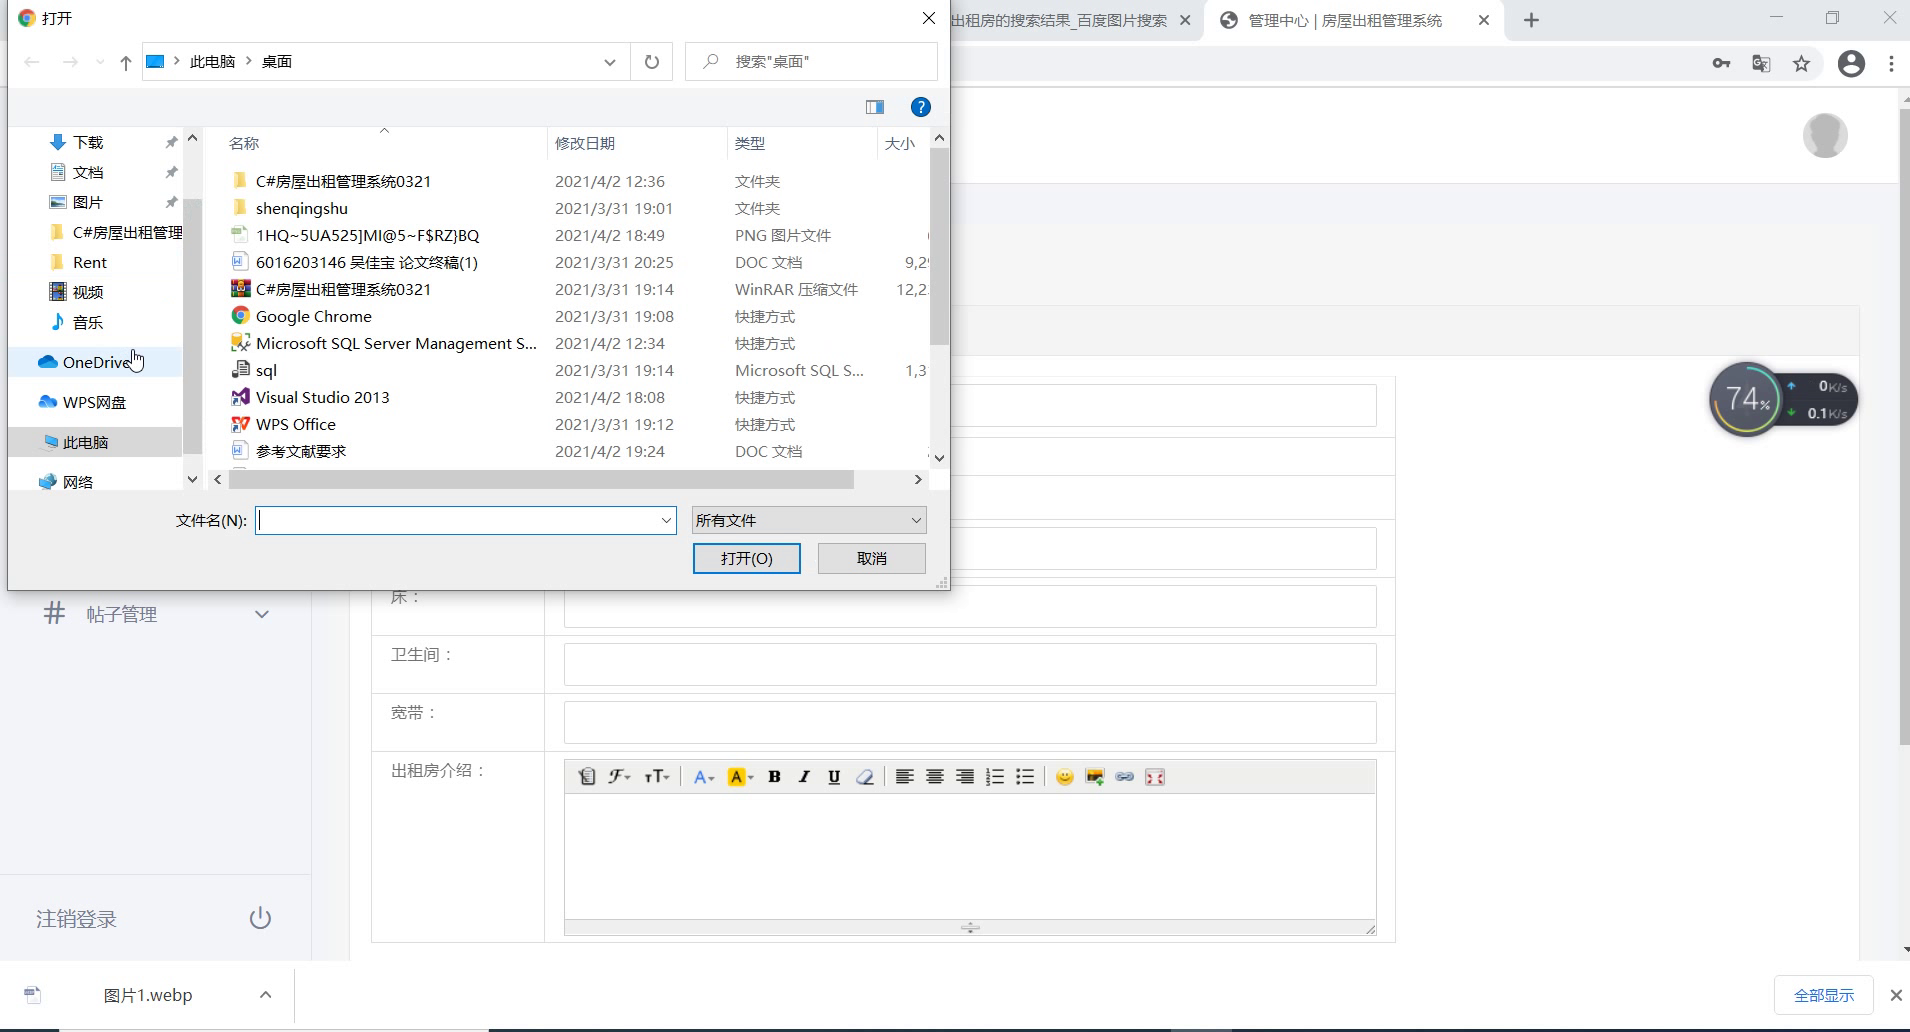 打开
出租房的搜索结果_百度图片搜索
管理中心 | 房屋出租管理系统
此电脑
桌面
搜索"桌面"
名称
修改日期
类型
大小
下载
文档
图片
C#房屋出租管理
Rent
视频
音乐
OneDrive
WPS网盘
此电脑
网络
C#房屋出租管理系统0321 2021/4/2 12:36 文件夹
shenqingshu 2021/3/31 19:01 文件夹
1HQ~5UA525]MI@5~F$RZ}BQ 2021/4/2 18:49 PNG 图片文件
6016203146 吴佳宝 论文终稿(1) 2021/3/31 20:25 DOC 文档 9,2
C#房屋出租管理系统0321 2021/3/31 19:14 WinRAR 压缩文件 12,2
Google Chrome 2021/3/31 19:08 快捷方式
Microsoft SQL Server Management S... 2021/4/2 12:34 快捷方式
sql 2021/3/31 19:14 Microsoft SQL S... 1,3
Visual Studio 2013 2021/4/2 18:08 快捷方式
WPS Office 2021/3/31 19:12 快捷方式
参考文献要求 2021/4/2 19:24 DOC 文档
文件名(N):
所有文件
打开(O)
取消
74%
0K/s
0.1K/s
帖子管理
床：
卫生间：
宽带：
出租房介绍：
注销登录
图片1.webp
全部显示